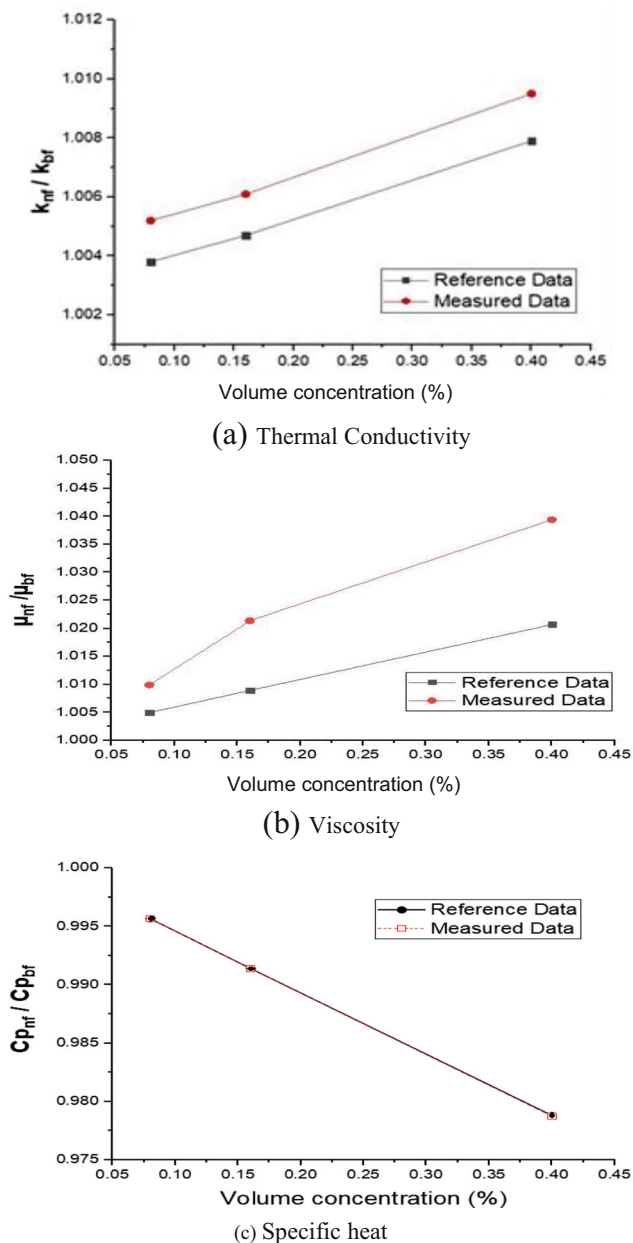 1.012
1.010
1.008
1.006
1.004
1.002
k_nf / k_bf
Reference Data
Measured Data
0.05 0.10 0.15 0.20 0.25 0.30 0.35 0.40 0.45
Volume concentration (%)
(a) Thermal Conductivity
1.050
1.045
1.040
1.035
1.030
1.025
1.020
1.015
1.010
1.005
1.000
μ_nf /μ_bf
Reference Data
Measured Data
0.05 0.10 0.15 0.20 0.25 0.30 0.35 0.40 0.45
Volume concentration (%)
(b) Viscosity
1.000
0.995
0.990
0.985
0.980
0.975
Cp_nf / Cp_bf
Reference Data
Measured Data
0.05 0.10 0.15 0.20 0.25 0.30 0.35 0.40 0.45
Volume concentration (%)
(c) Specific heat